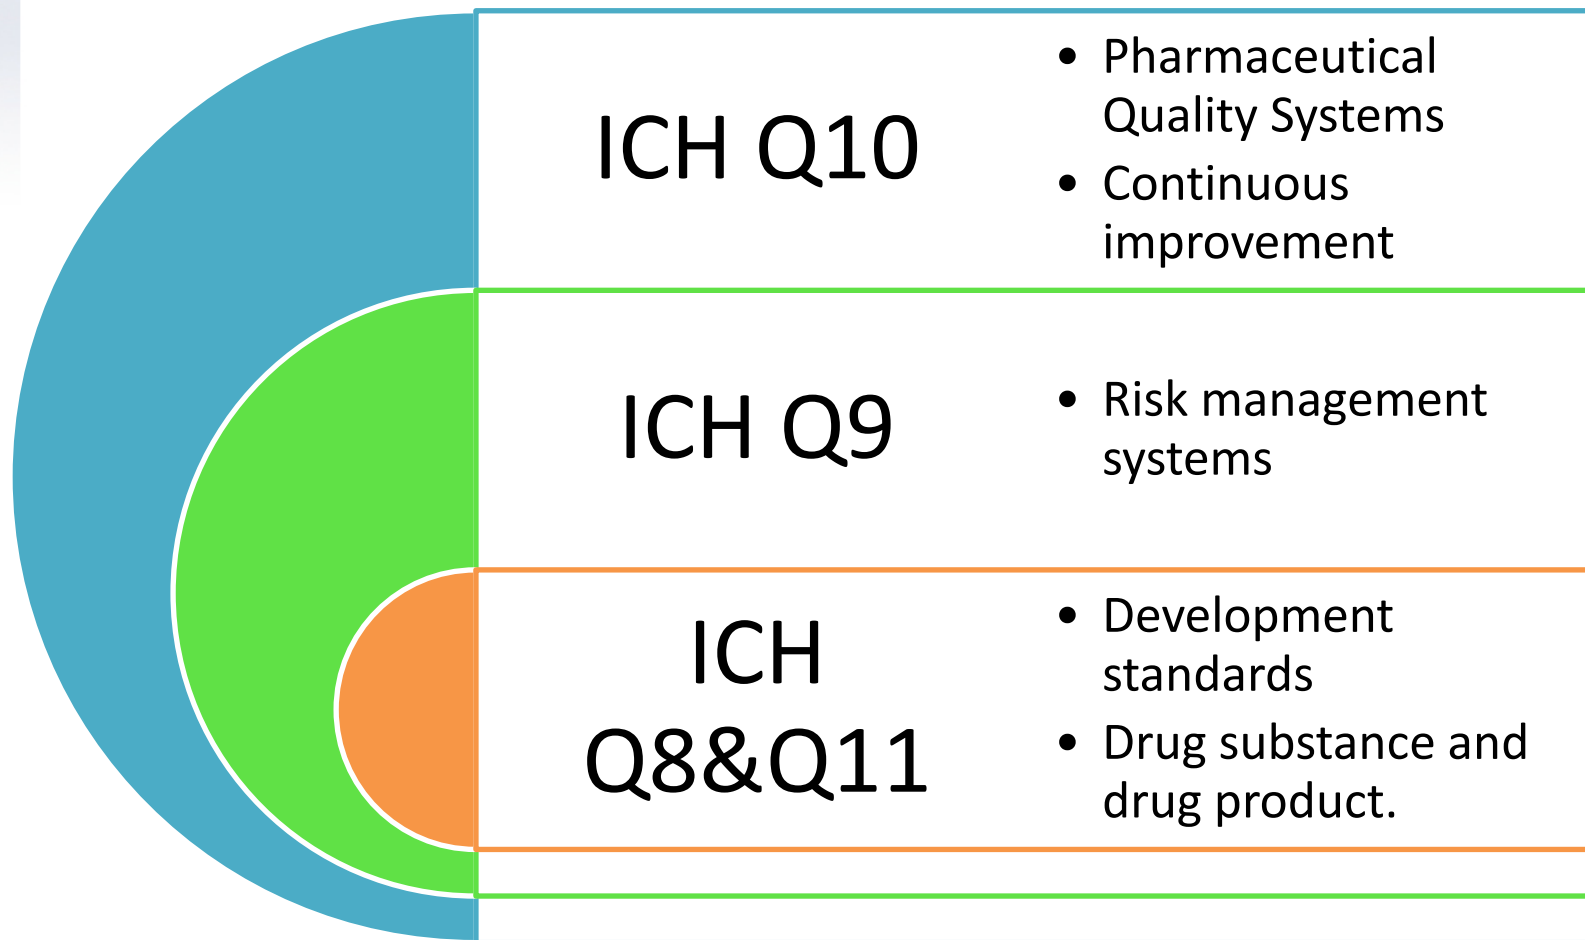 ICH Q10
• Pharmaceutical
Quality Systems
• Continuous
improvement
ICH Q9
• Risk management
systems
ICH
Q8&Q11
• Development
standards
• Drug substance and
drug product.